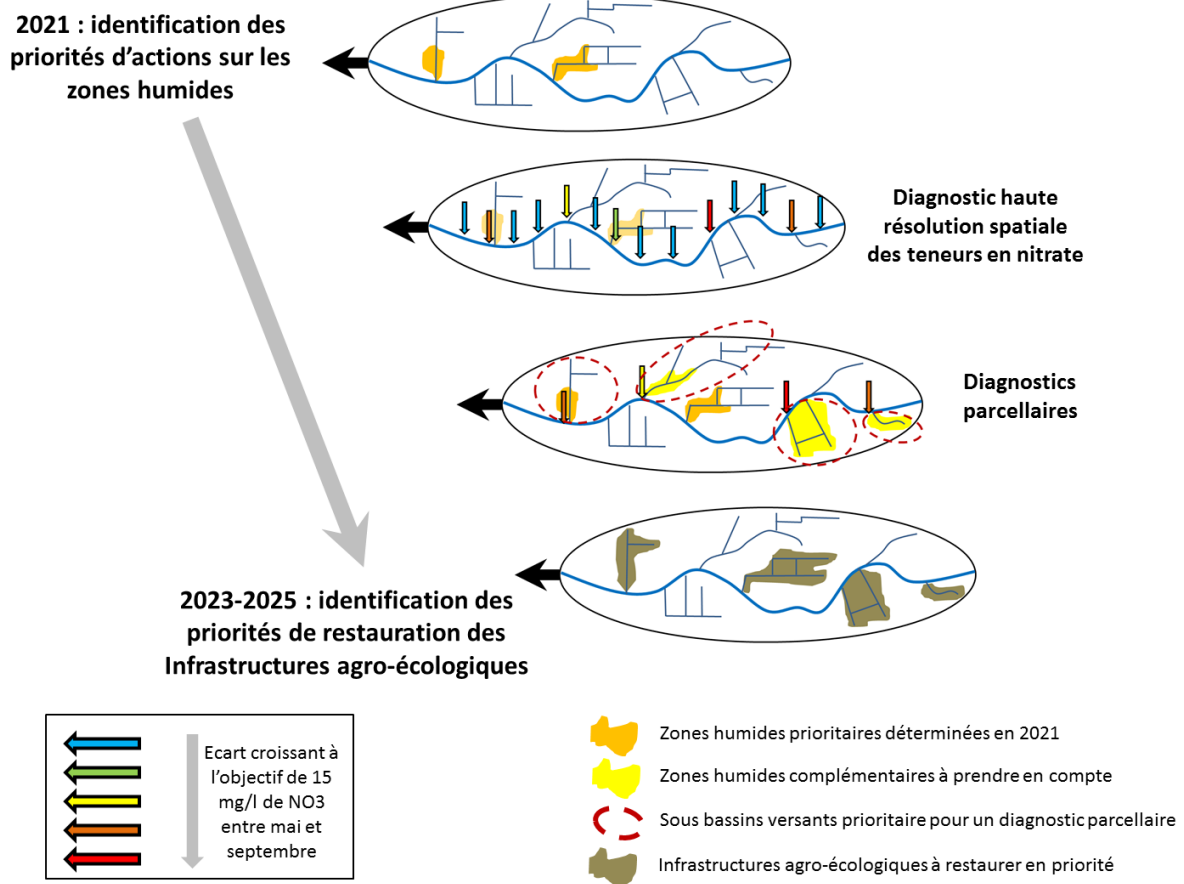 2021 : identification des
priorités d'actions sur les
zones humides
Diagnostic haute
résolution spatiale
des teneurs en nitrate
Diagnostics
parcellaires
2023-2025 : identification des
priorités de restauration des
Infrastructures agro-écologiques
Ecart croissant à
l'objectif de 15
mg/l de NO3
entre mai et
septembre
Zones humides prioritaires déterminées en 2021
Zones humides complémentaires à prendre en compte
Sous bassins versants prioritaire pour un diagnostic parcellaire
Infrastructures agro-écologiques à restaurer en priorité